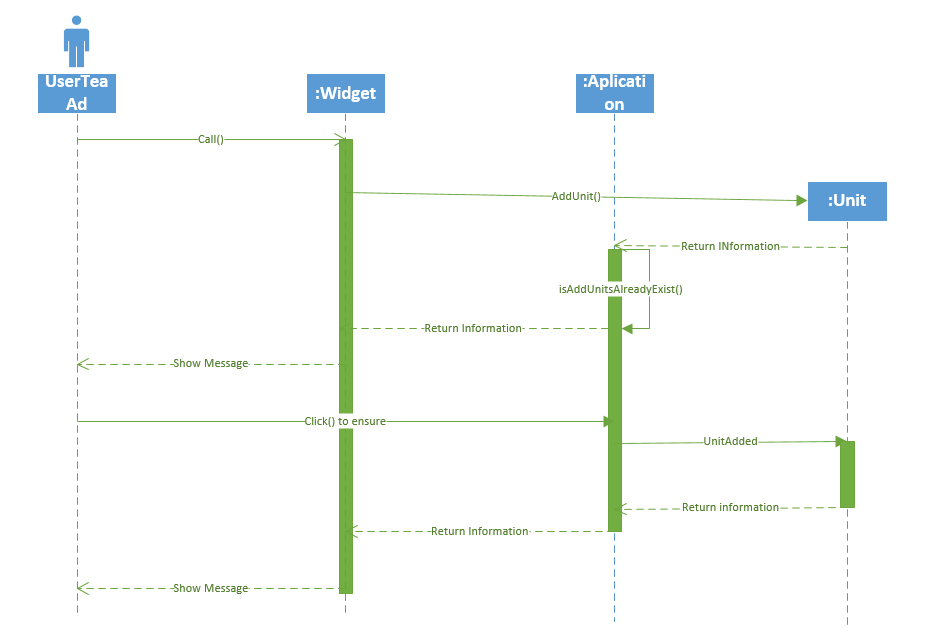 UserTea
Ad
:Widget
:Aplicati
on
Call()
AddUnit()
:Unit
Return INformation
isAddUnitsAlreadyExist()
Return Information
Show Message
Click() to ensure
UnitAdded
Return information
Return Information
Show Message